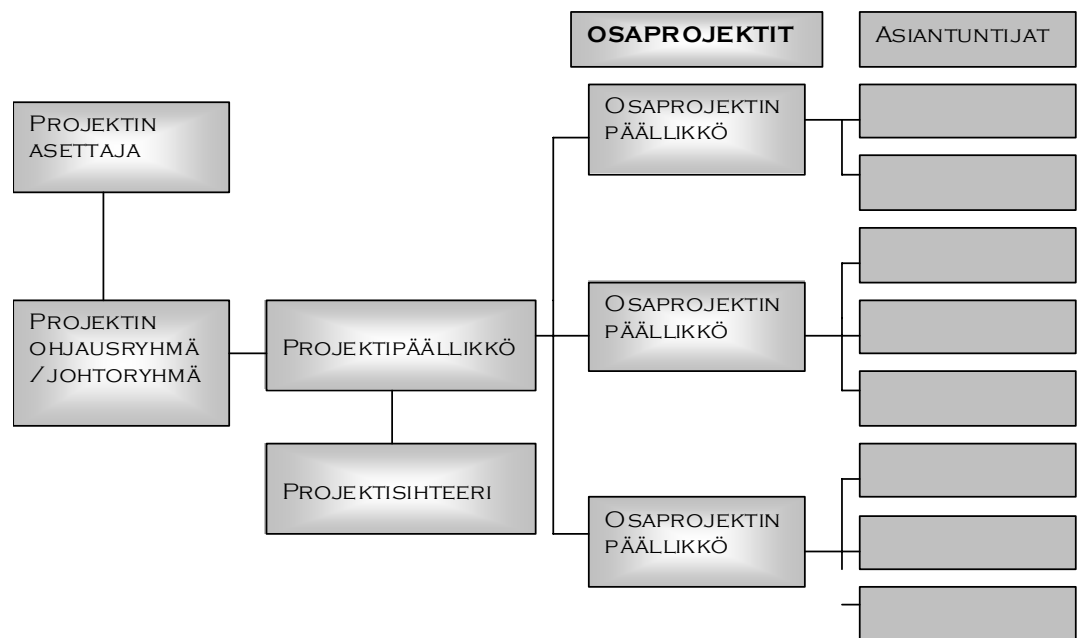 OSAPROJEKTIT
ASIANTUNTIJAT
PROJEKTIN
ASETTAJA
PROJEKTIN
OHJAUSRYHMÄ
/JOHTORYHMÄ
PROJEKTIPÄÄLLIKKÖ
PROJEKTISIHTEERI
OSAPROJEKTIN
PÄÄLLIKKÖ
OSAPROJEKTIN
PÄÄLLIKKÖ
OSAPROJEKTIN
PÄÄLLIKKÖ